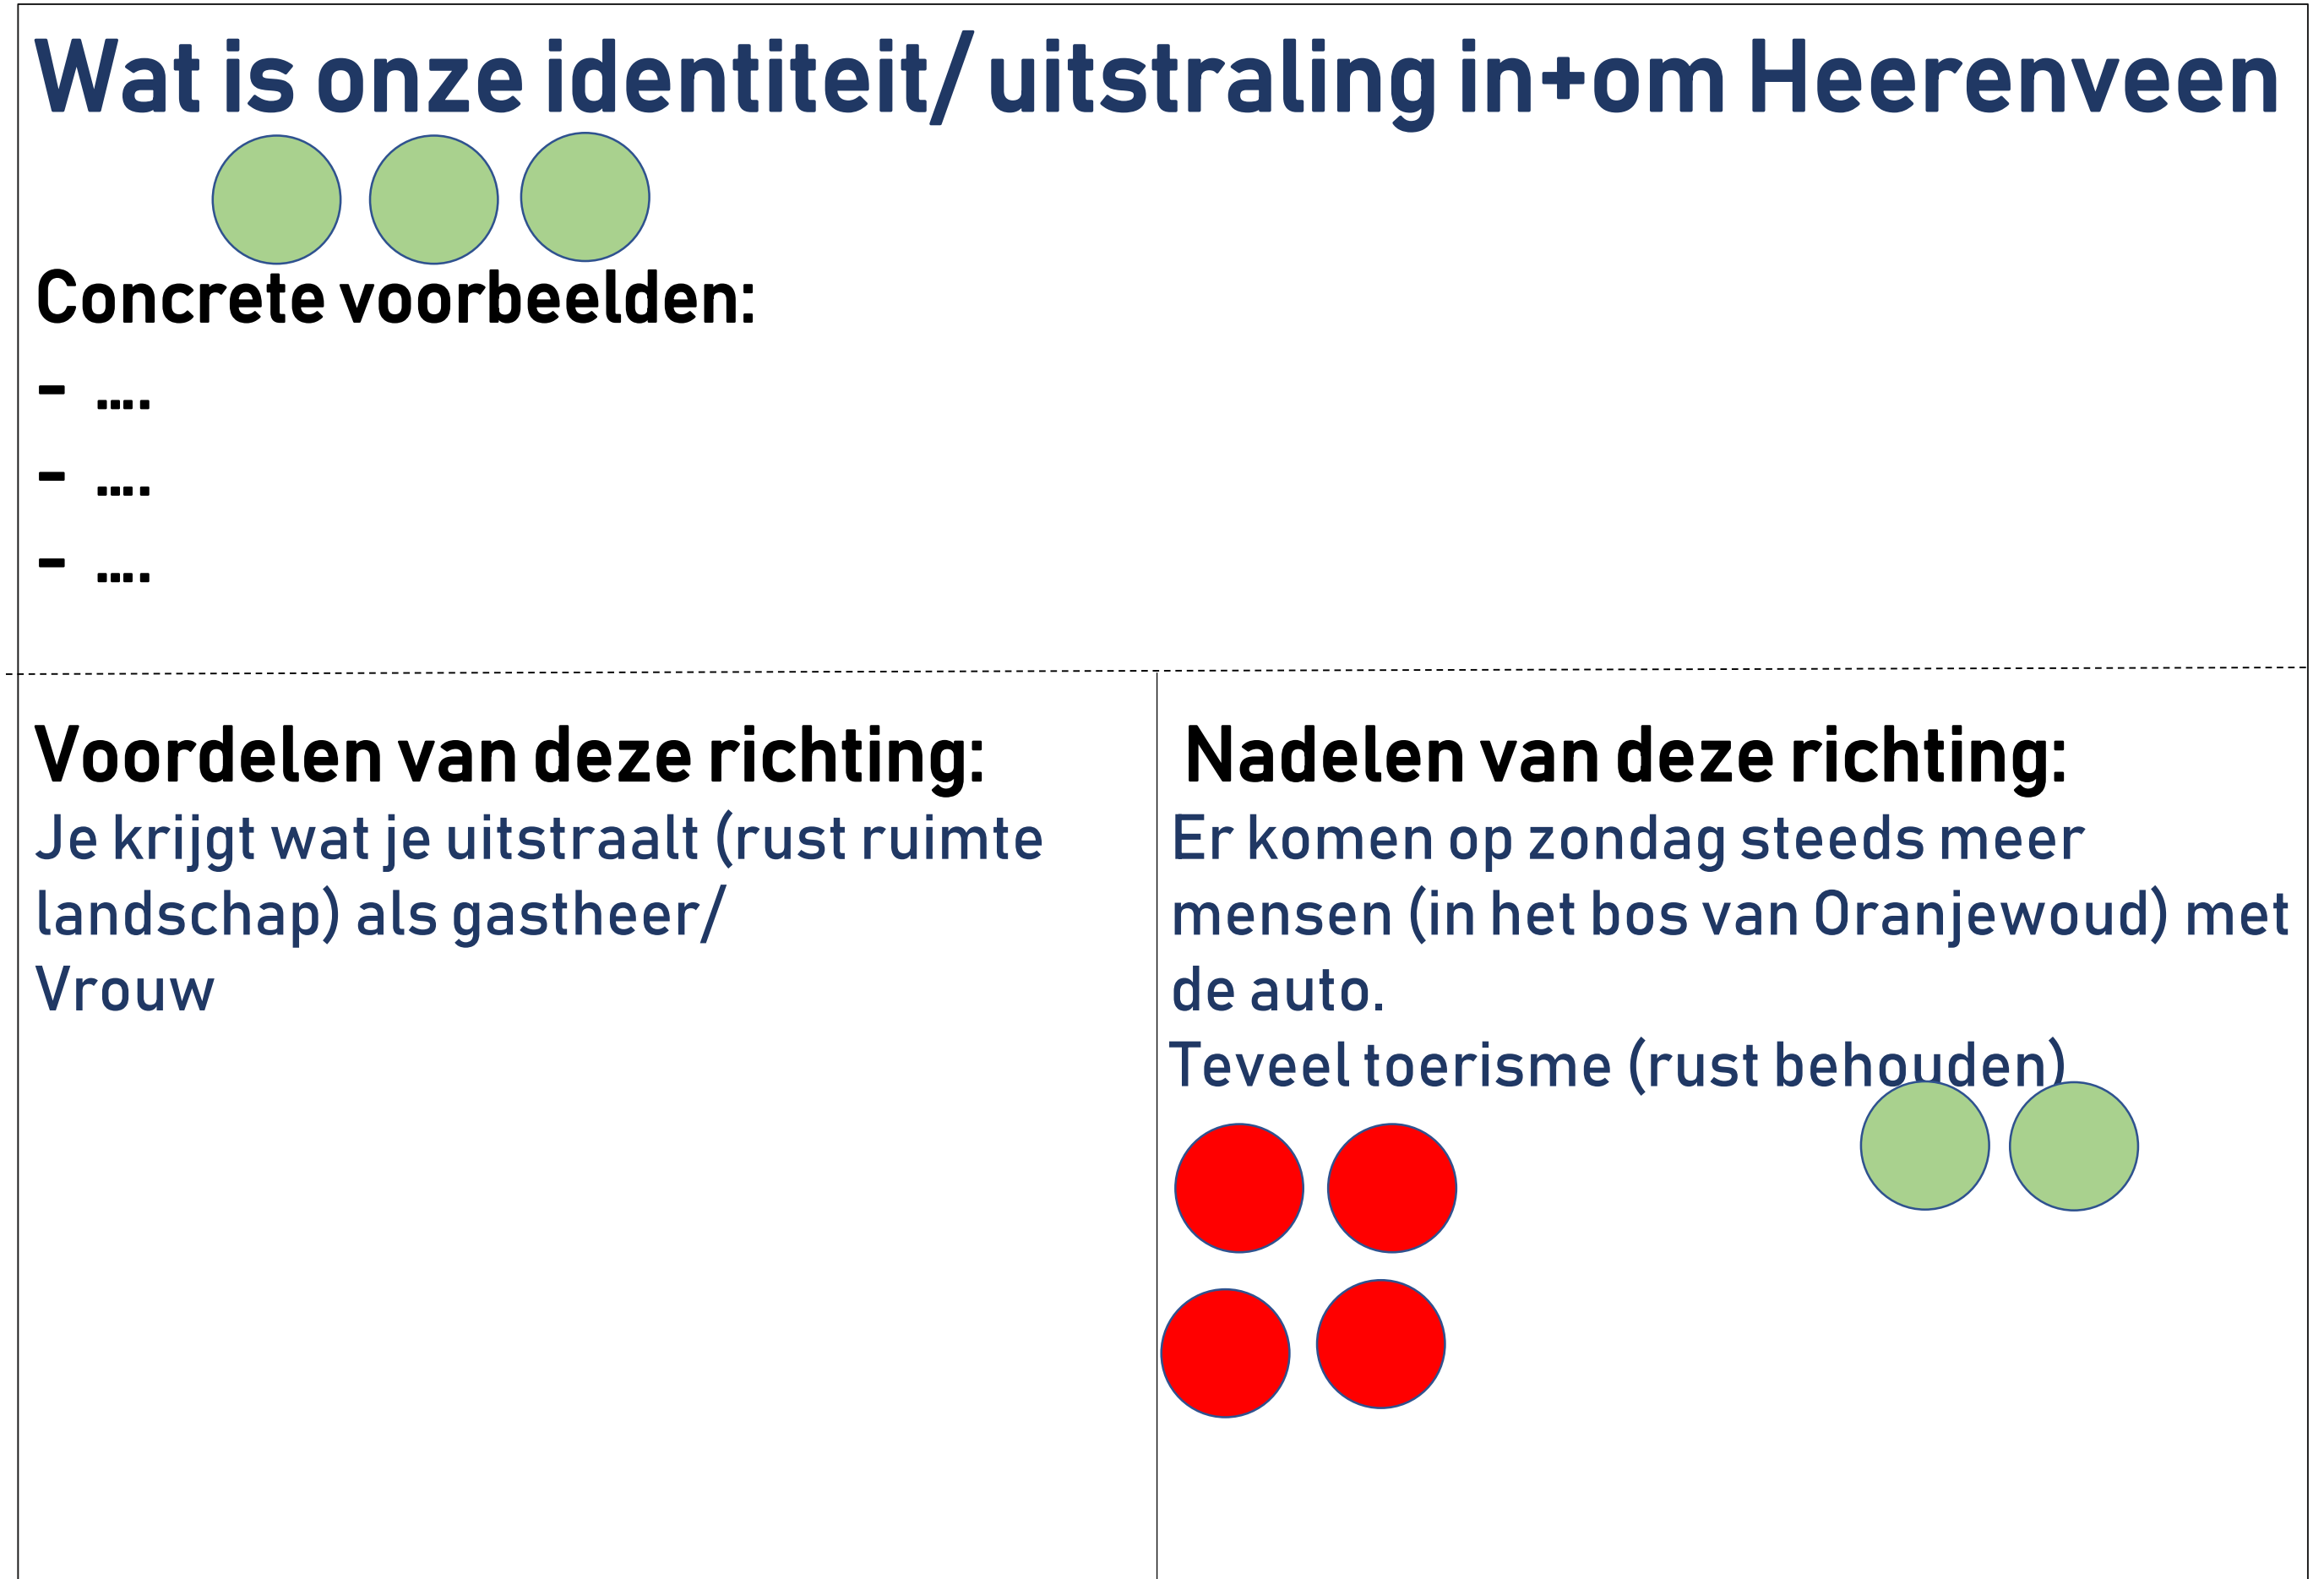 Wat is onze identiteit/ uitstraling in+om Heerenveen
Concrete voorbeelden:
- .....
- .....
- .....
Voordelen van deze richting:
Je krijgt wat je uitstraalt (rust ruimte
landschap) als gastheer/
Vrouw
Nadelen van deze richting:
Er komen op zondag steeds meer
mensen (in het bos van Oranjewoud) met
de auto.
Teveel toerisme (rust behouden)